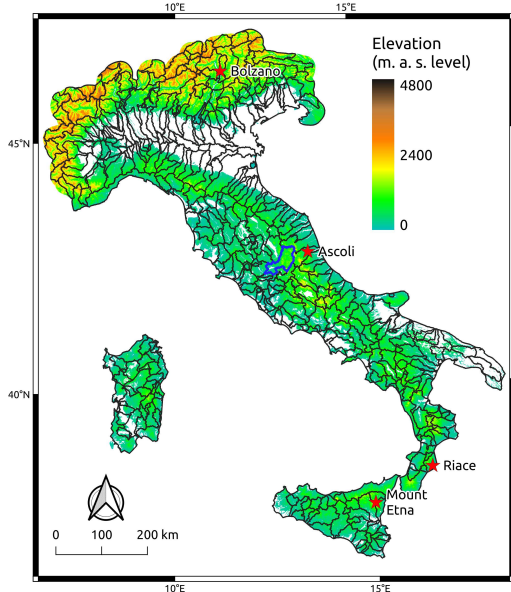 10°E 15°E
Elevation
(m. a. s. level)
4800
2400
0
Bolzano
45°N
Ascoli
40°N
Riace
Mount
Etna
0 100 200 km
10°E 15°E